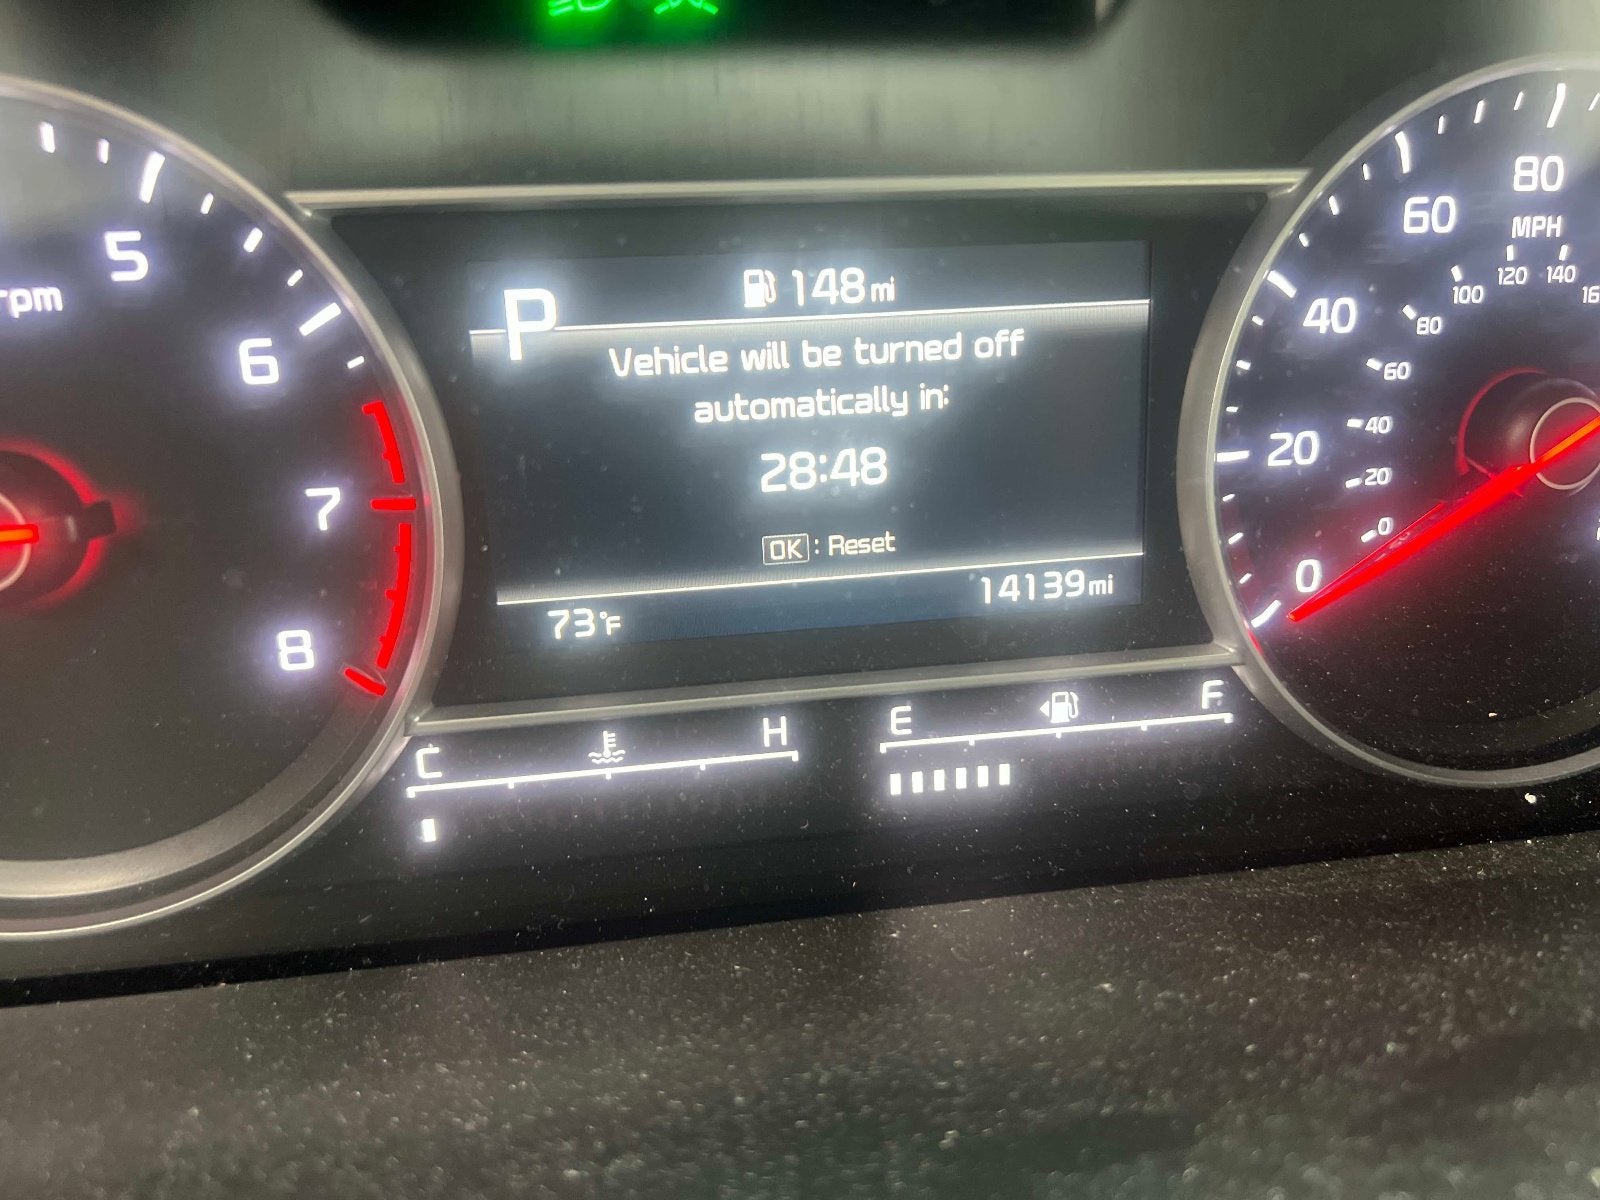 5
6
7
8
rpm
P
148mi
Vehicle will be turned off
automatically in:
28:48
OK : Reset
73°F
14139mi
C H
E F
0
20
40
60
80
MPH
0
20
40
60
80
100
120
140